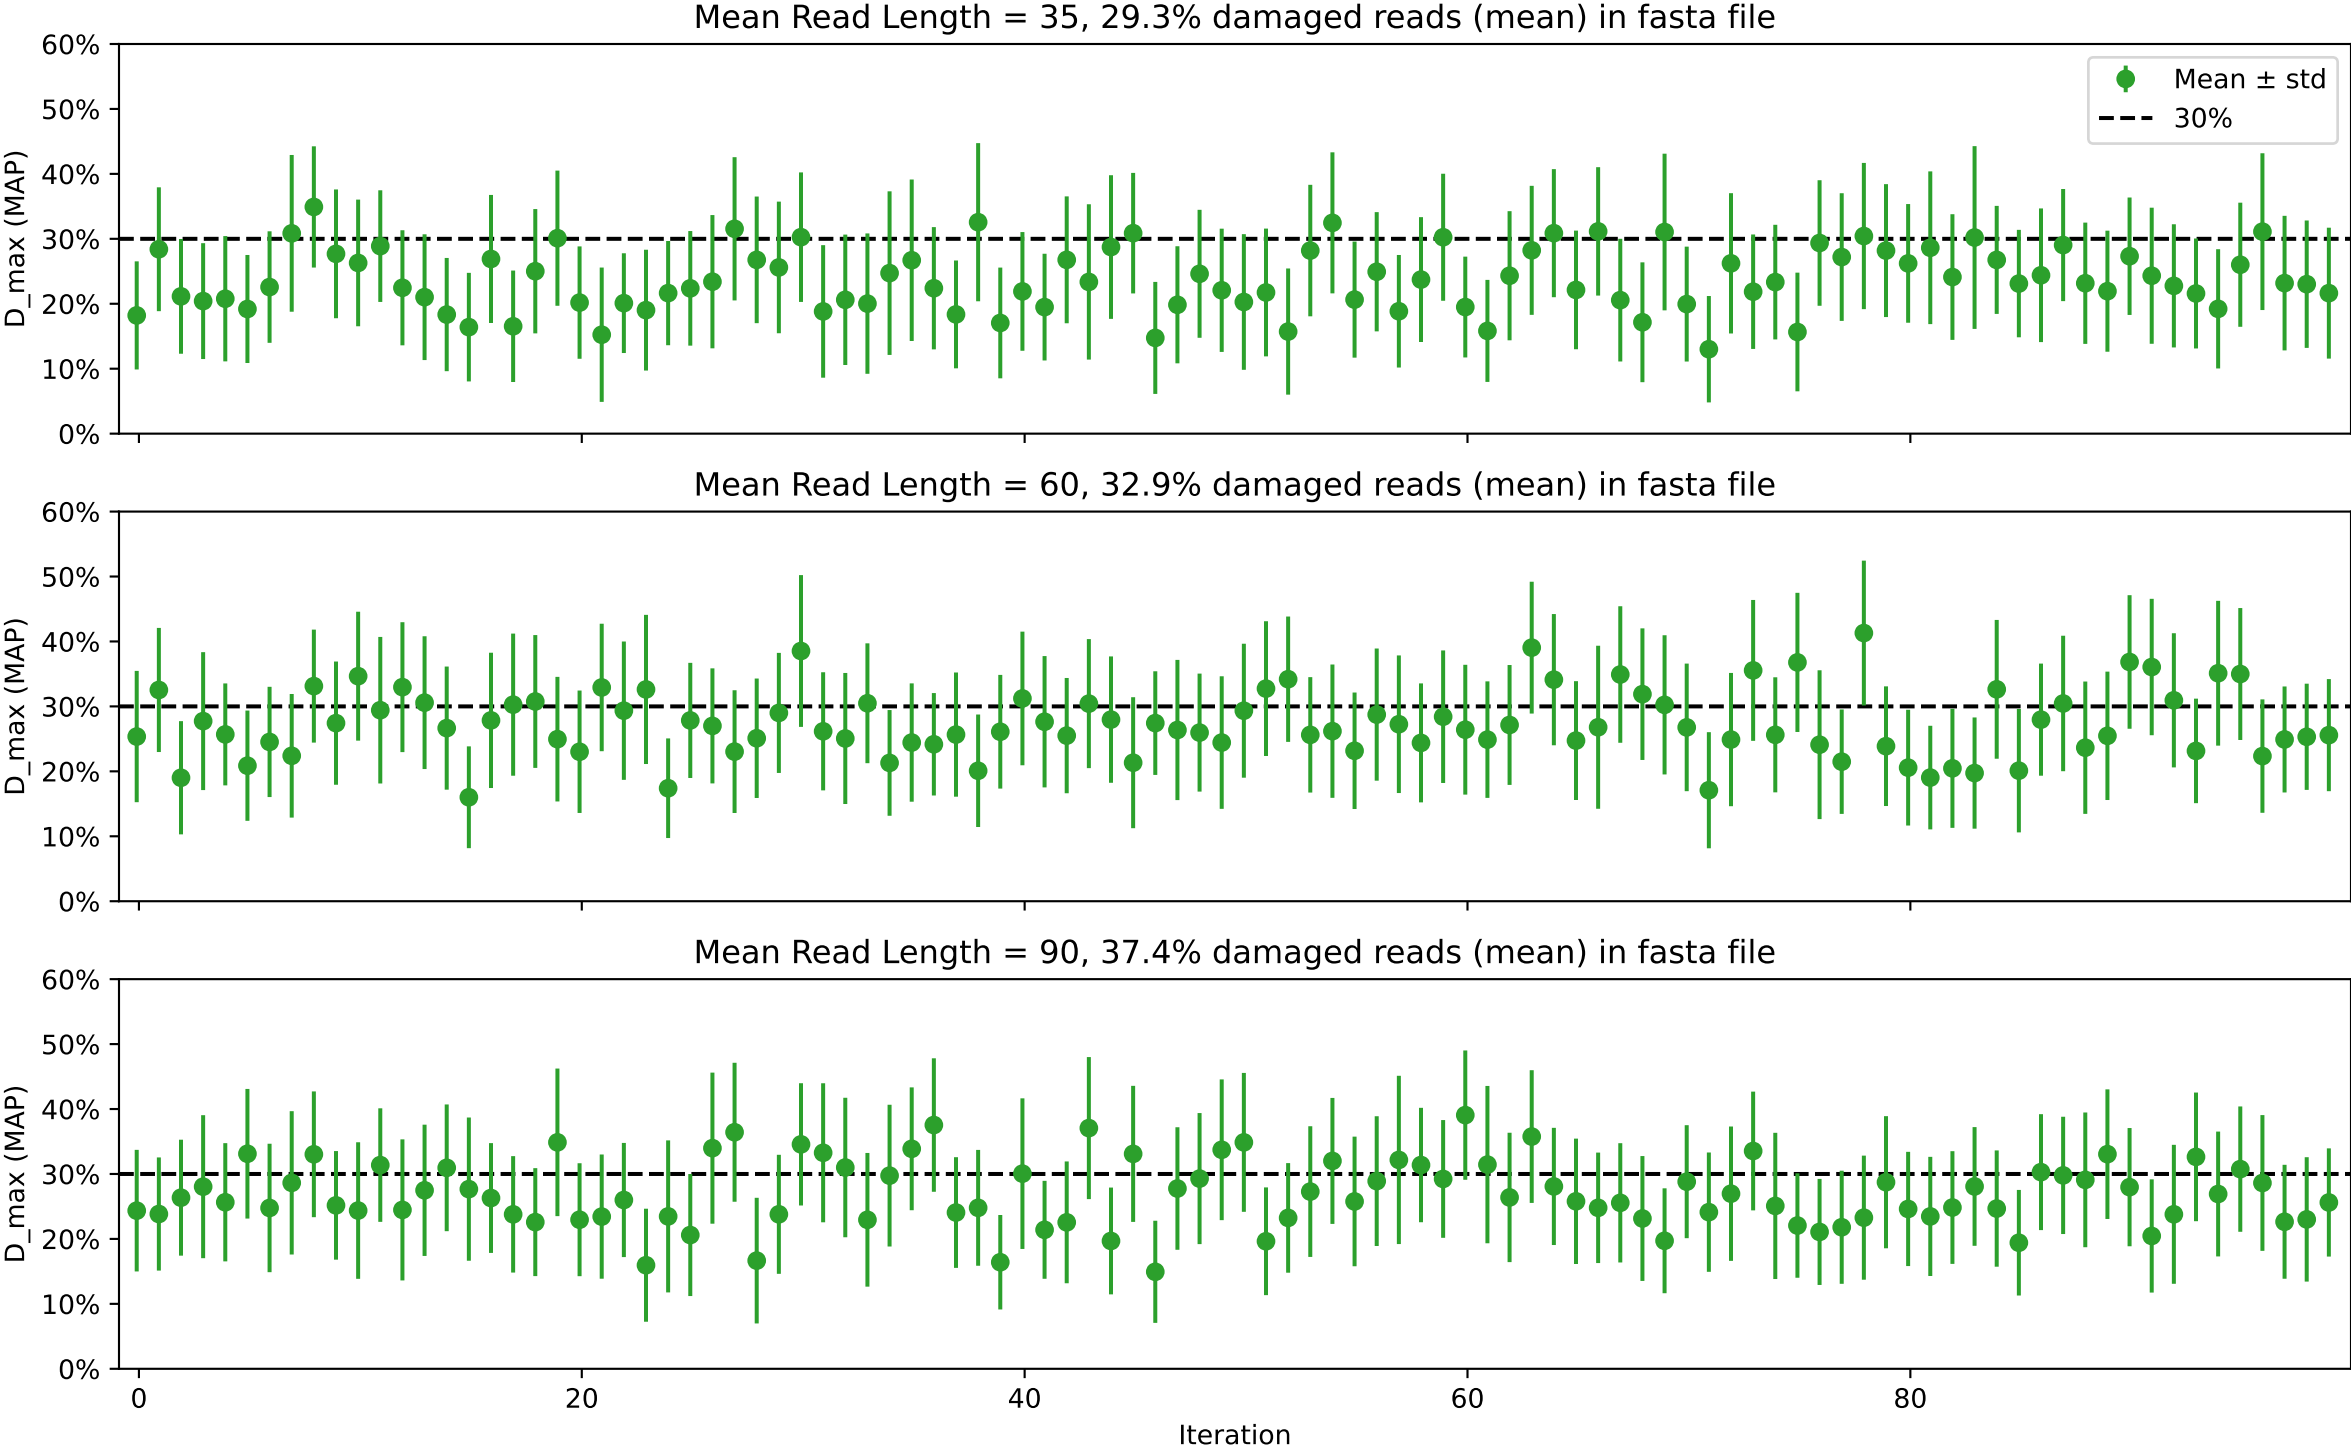 Mean Read Length = 35, 29.3% damaged reads (mean) in fasta file
60%
50%
40%
30%
20%
10%
0%
D_max (MAP)
Mean ± std
30%
Mean Read Length = 60, 32.9% damaged reads (mean) in fasta file
60%
50%
40%
30%
20%
10%
0%
D_max (MAP)
Mean Read Length = 90, 37.4% damaged reads (mean) in fasta file
60%
50%
40%
30%
20%
10%
0%
D_max (MAP)
0 20 40 60 80
Iteration